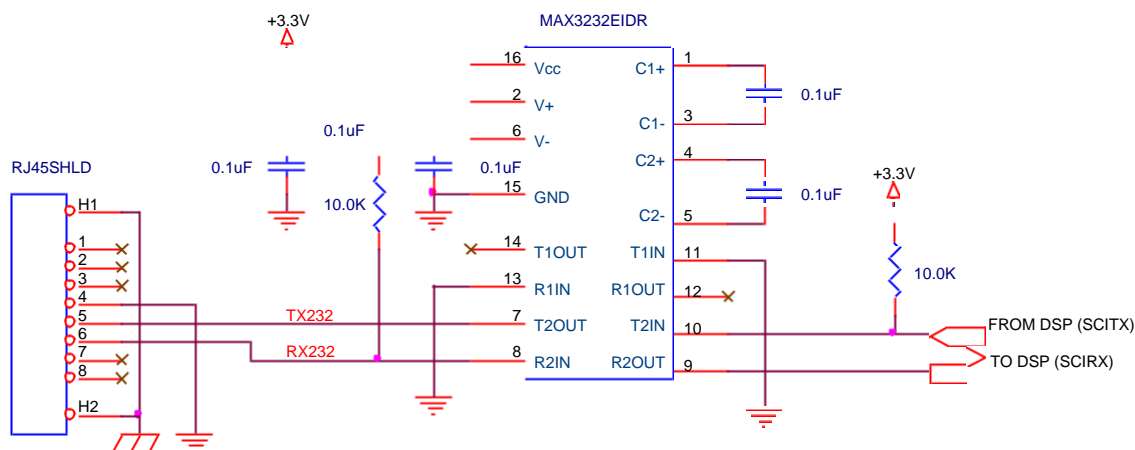 MAX3232EIDR
+3.3V
16 Vcc C1+ 1
0.1uF
2 V+
C1- 3
0.1uF
6 V-
C2+ 4
RJ45SHLD
0.1uF
0.1uF
+3.3V
15 GND
0.1uF
H1
10.0K
C2- 5
1
14 T1OUT T1IN 11
2
10.0K
3
13 R1IN R1OUT 12
4
5 TX232 7 T2OUT T2IN 10 FROM DSP (SCITX)
6 RX232 8 R2IN R2OUT 9 TO DSP (SCIRX)
7
8
H2